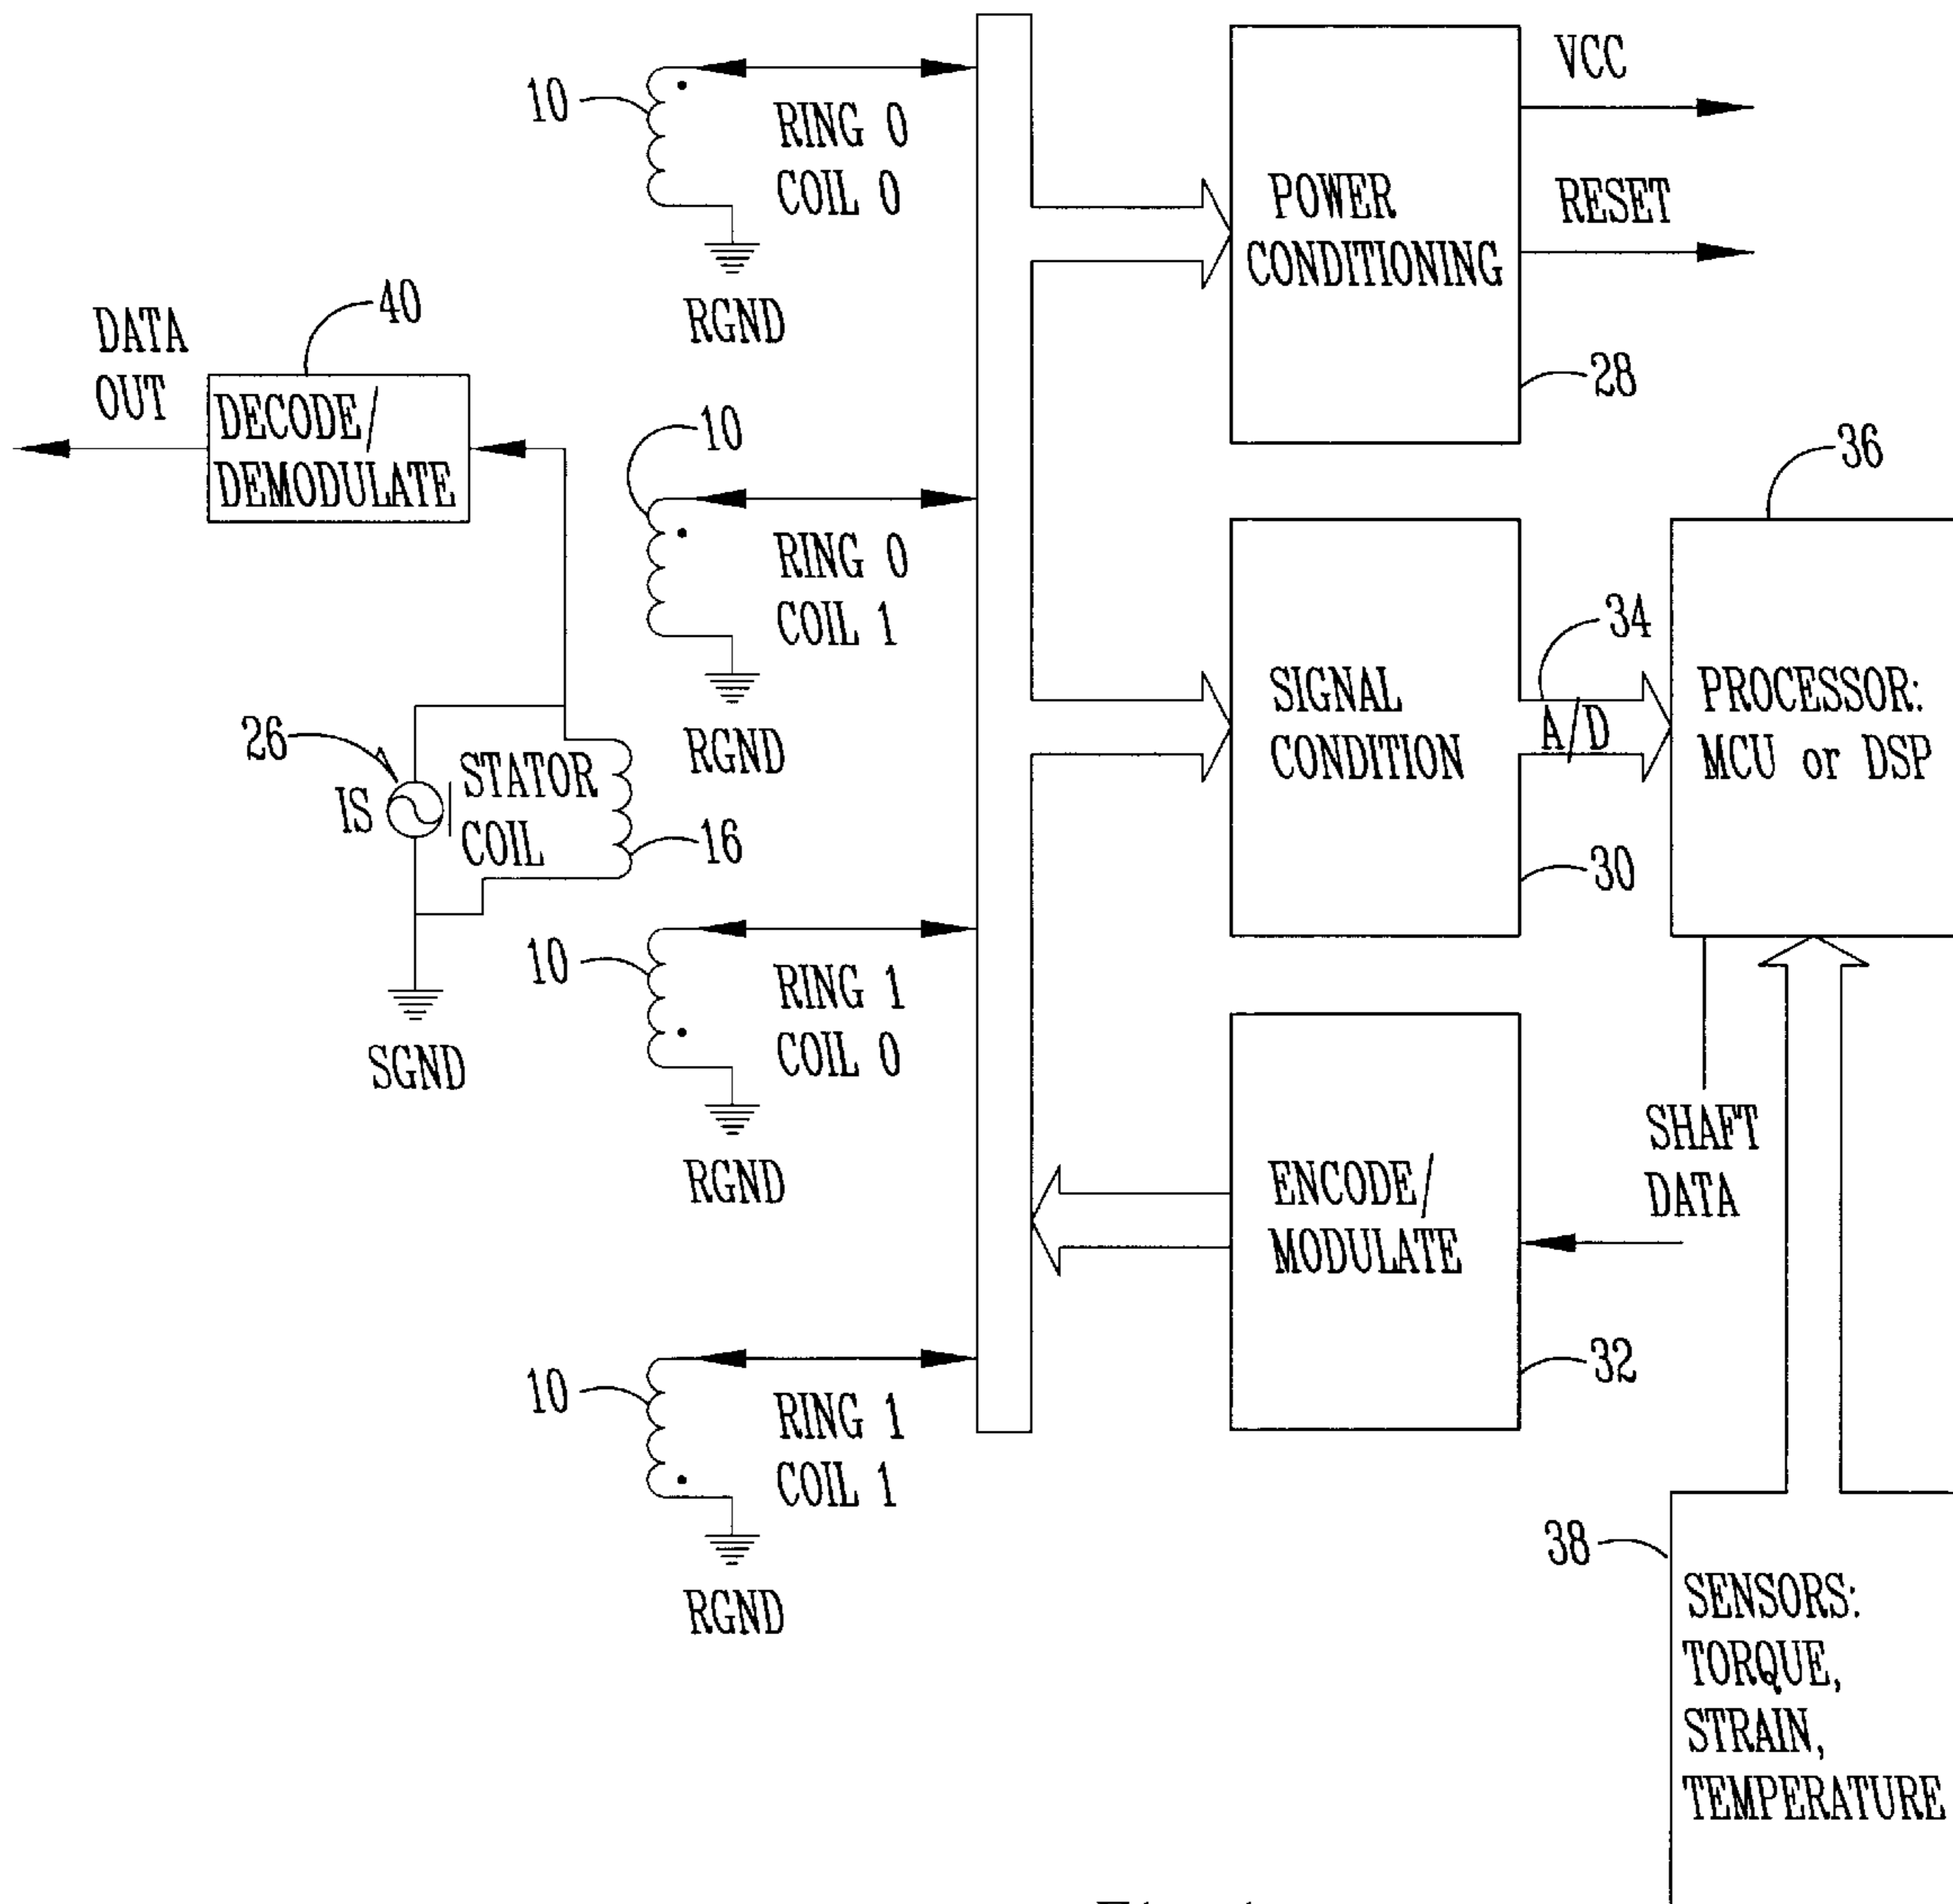 VCC
10
RING 0
COIL 0
RGND
POWER
CONDITIONING
RESET
28
DATA
OUT
40
DECODE/
DEMODULATE
10
RING 0
COIL 1
RGND
36
34
A/D
SIGNAL
CONDITION
30
PROCESSOR:
MCU or DSP
26
IS
STATOR
COIL
16
SGND
10
RING 1
COIL 0
RGND
ENCODE/
MODULATE
32
SHAFT
DATA
10
RING 1
COIL 1
RGND
38
SENSORS:
TORQUE,
STRAIN,
TEMPERATURE